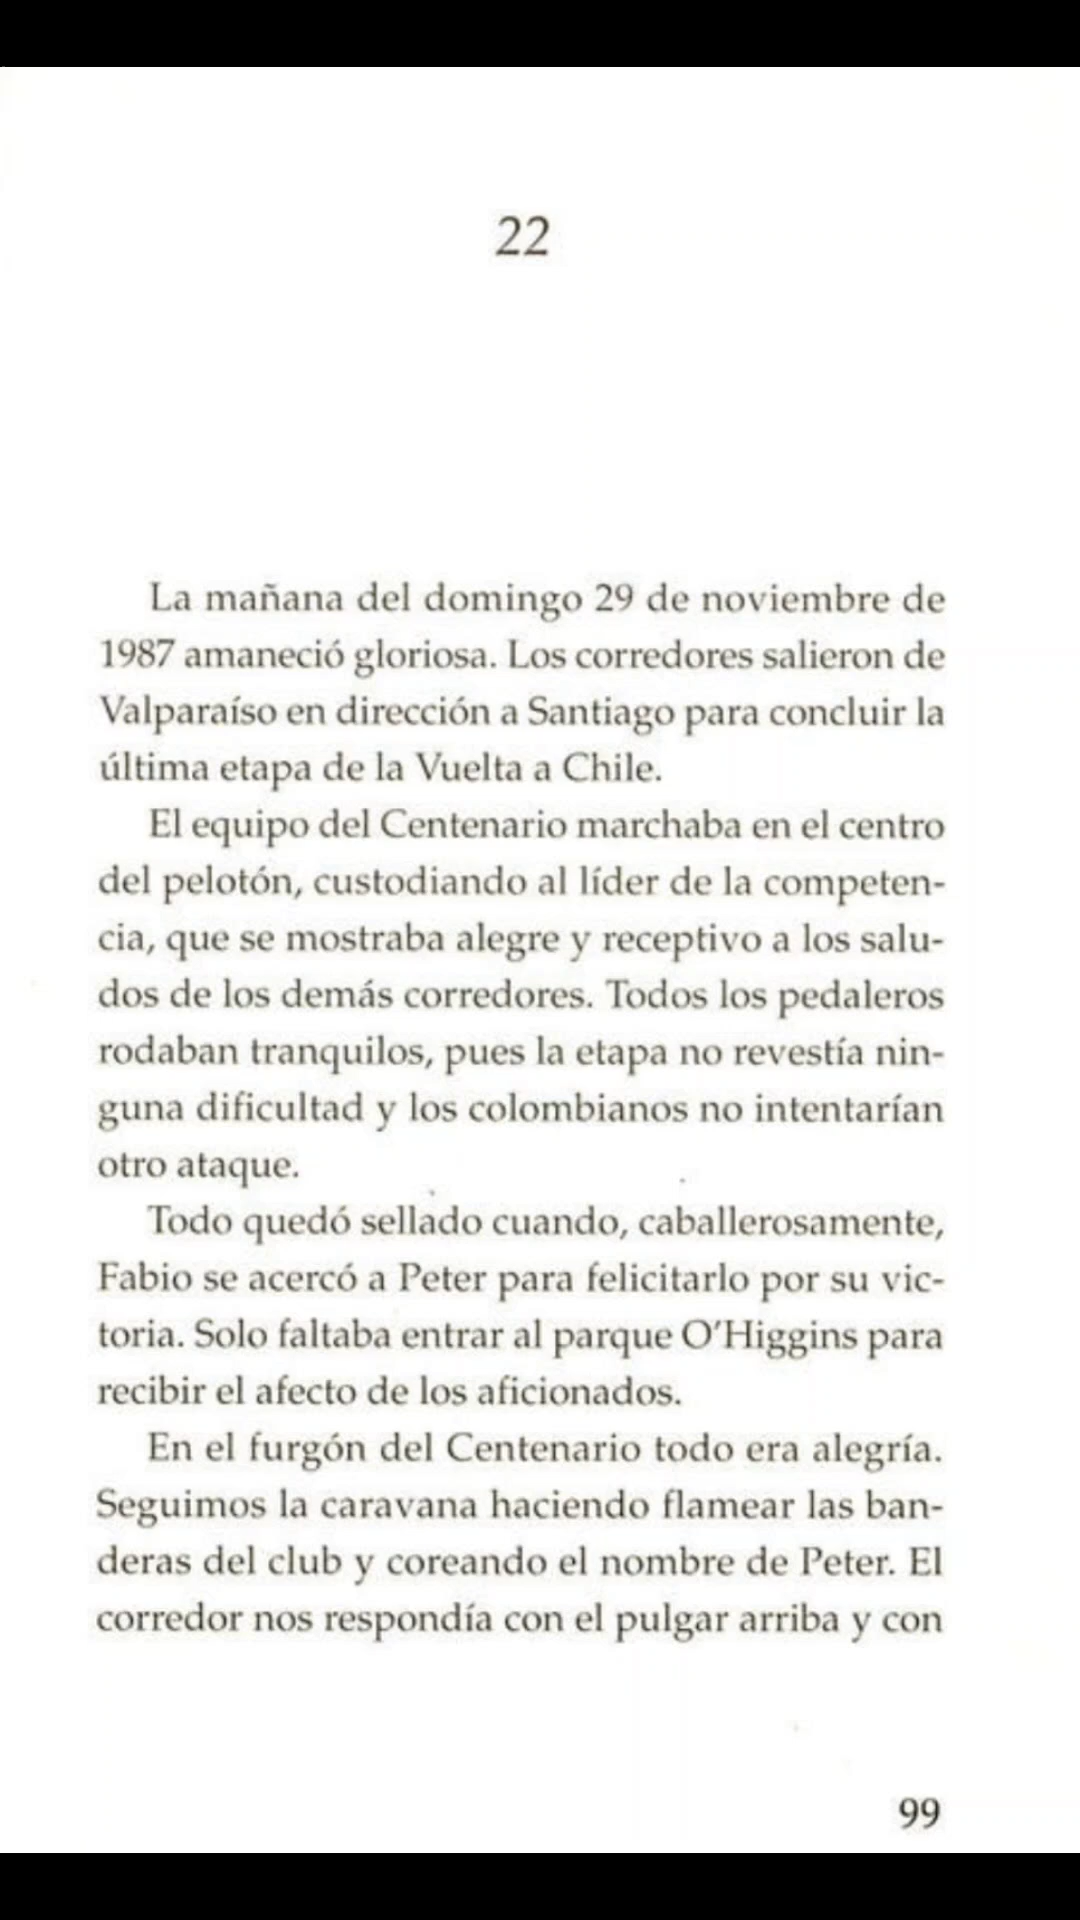 22
La mañana del domingo 29 de noviembre de
1987 amaneció gloriosa. Los corredores salieron de
Valparaíso en dirección a Santiago para concluir la
última etapa de la Vuelta a Chile.
El equipo del Centenario marchaba en el centro
del pelotón, custodiando al líder de la competen-
cia, que se mostraba alegre y receptivo a los salu-
dos de los demás corredores. Todos los pedaleros
rodaban tranquilos, pues la etapa no revestía nin-
guna dificultad y los colombianos no intentarían
otro ataque.
Todo quedó sellado cuando, caballerosamente,
Fabio se acercó a Peter para felicitarlo por su vic-
toria. Solo faltaba entrar al parque O’Higgins para
recibir el afecto de los aficionados.
En el furgón del Centenario todo era alegría.
Seguimos la caravana haciendo flamear las ban-
deras del club y coreando el nombre de Peter. El
corredor nos respondía con el pulgar arriba y con
99